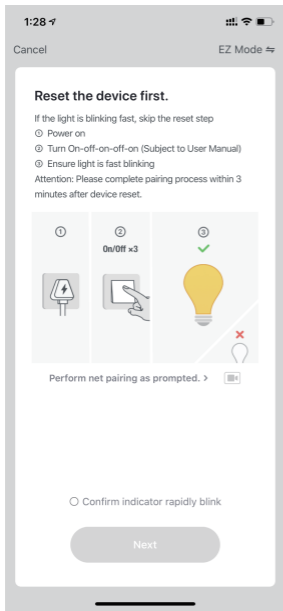 1:28
Cancel
EZ Mode
Reset the device first.
If the light is blinking fast, skip the reset step
① Power on
② Turn On-off-on-off-on (Subject to User Manual)
③ Ensure light is fast blinking
Attention: Please complete pairing process within 3
minutes after device reset.
① ② ③
On/Off ×3
Perform net pairing as prompted. >
Confirm indicator rapidly blink
Next